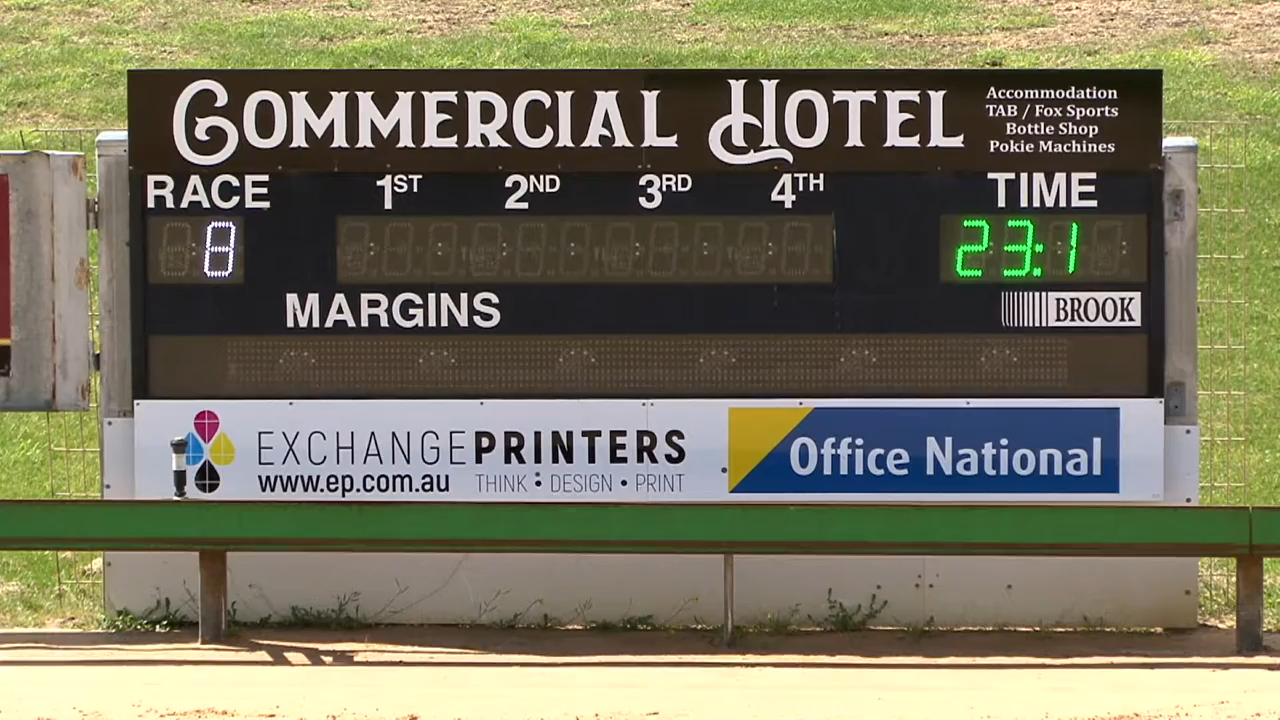 COMMERCIAL HOTEL
Accommodation
TAB / Fox Sports
Bottle Shop
Pokie Machines
RACE 1ST 2ND 3RD 4TH TIME
8 23:1
MARGINS
BROOK
EXCHANGEPRINTERS
www.ep.com.au THINK • DESIGN • PRINT
Office National